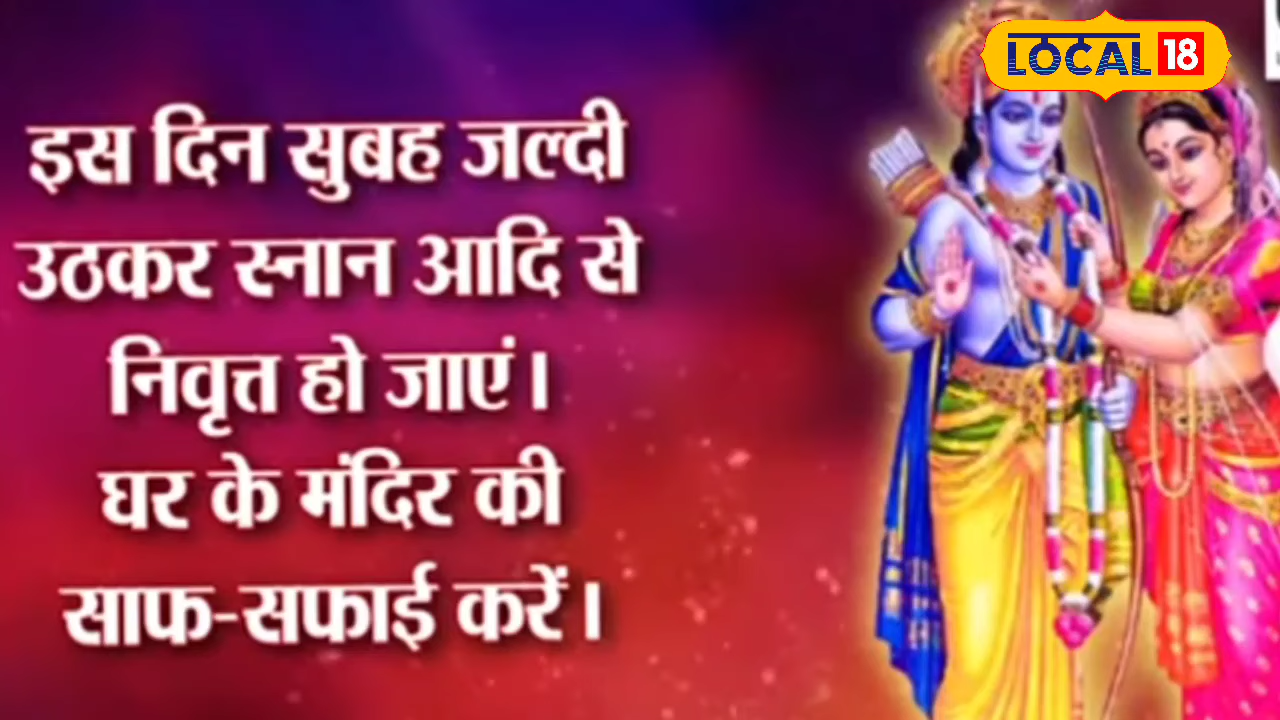 LOCAL 18
इस दिन सुबह जल्दी
उठकर स्नान आदि से
निवृत्त हो जाएं।
घर के मंदिर की
साफ-सफाई करें।